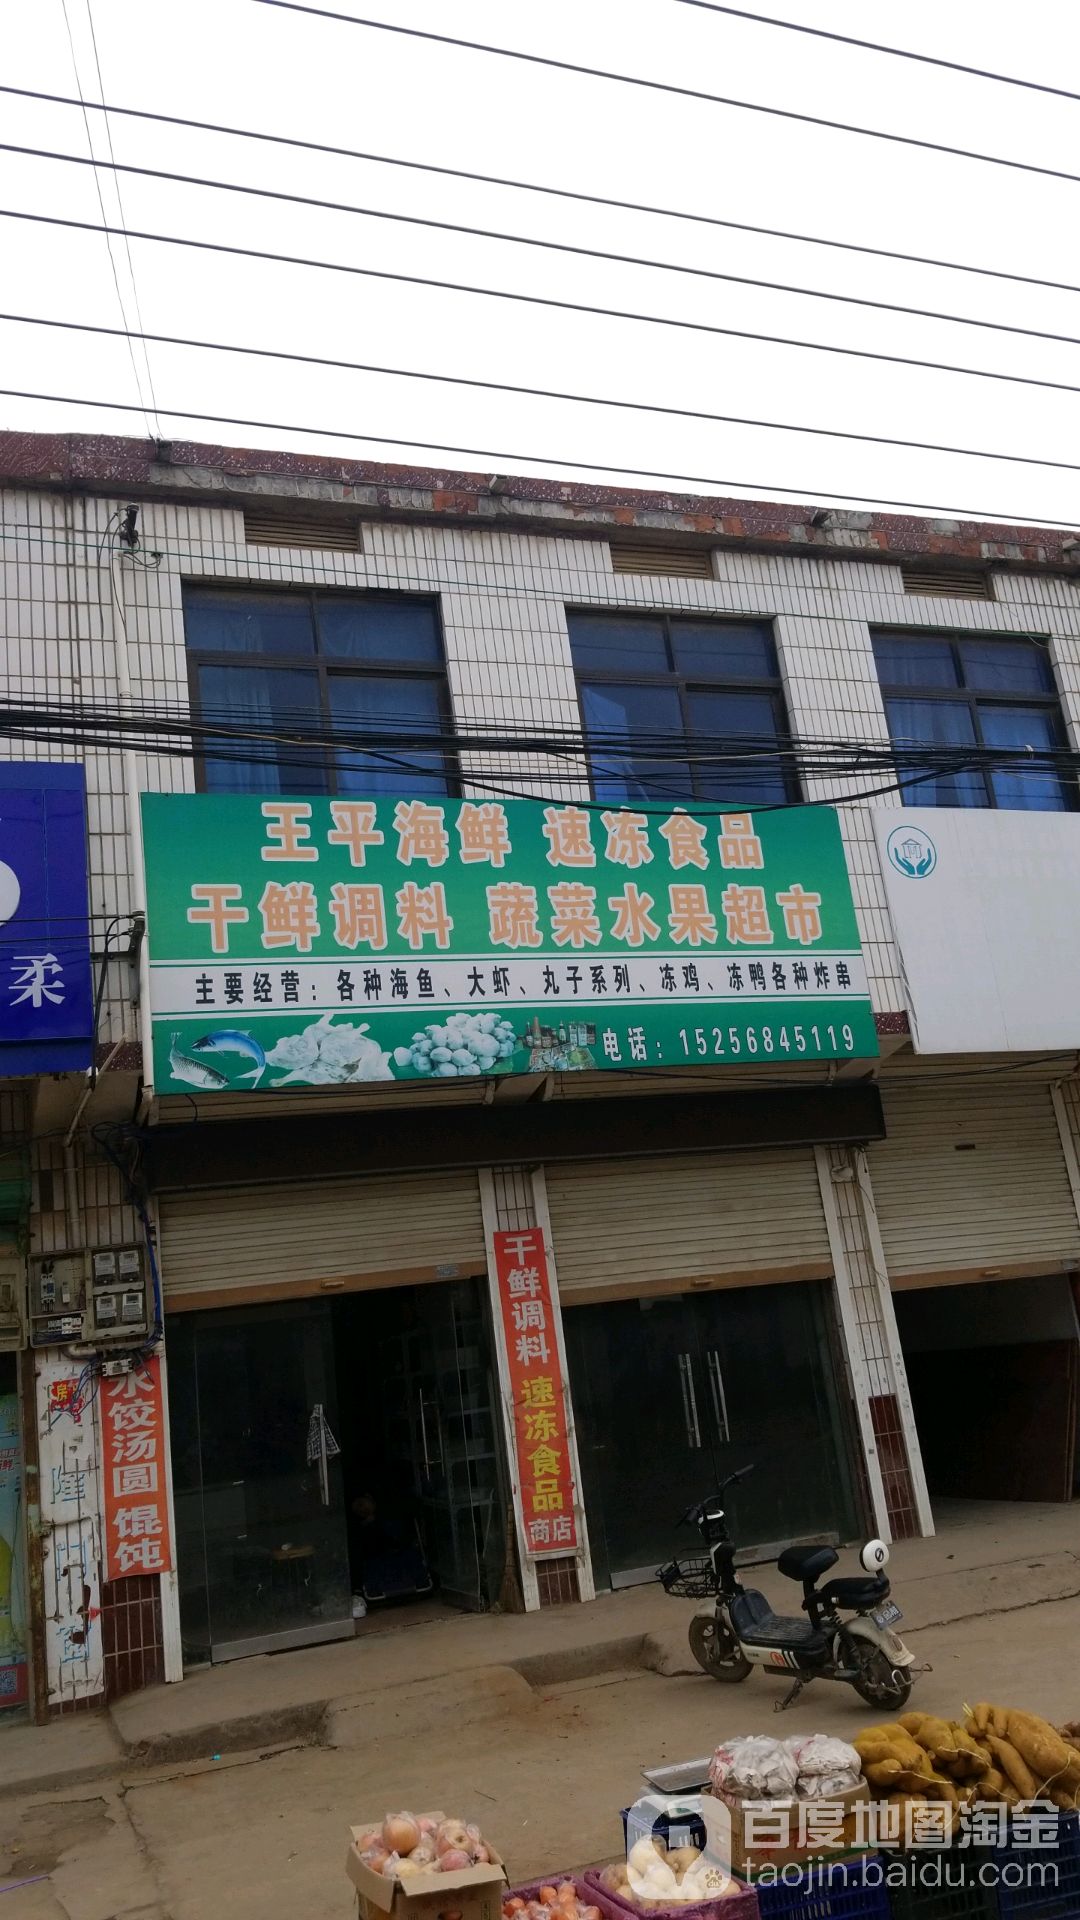 王平海鲜 速冻食品
干鲜调料 蔬菜水果超市
主要经营：各种海鱼、大虾、丸子系列、冻鸡、冻鸭各种炸串
电话：15256845119
柔
干鲜调料 速冻食品 商店
水饺汤圆 馄饨
房
隆
百度地图淘金
taojin.baidu.com